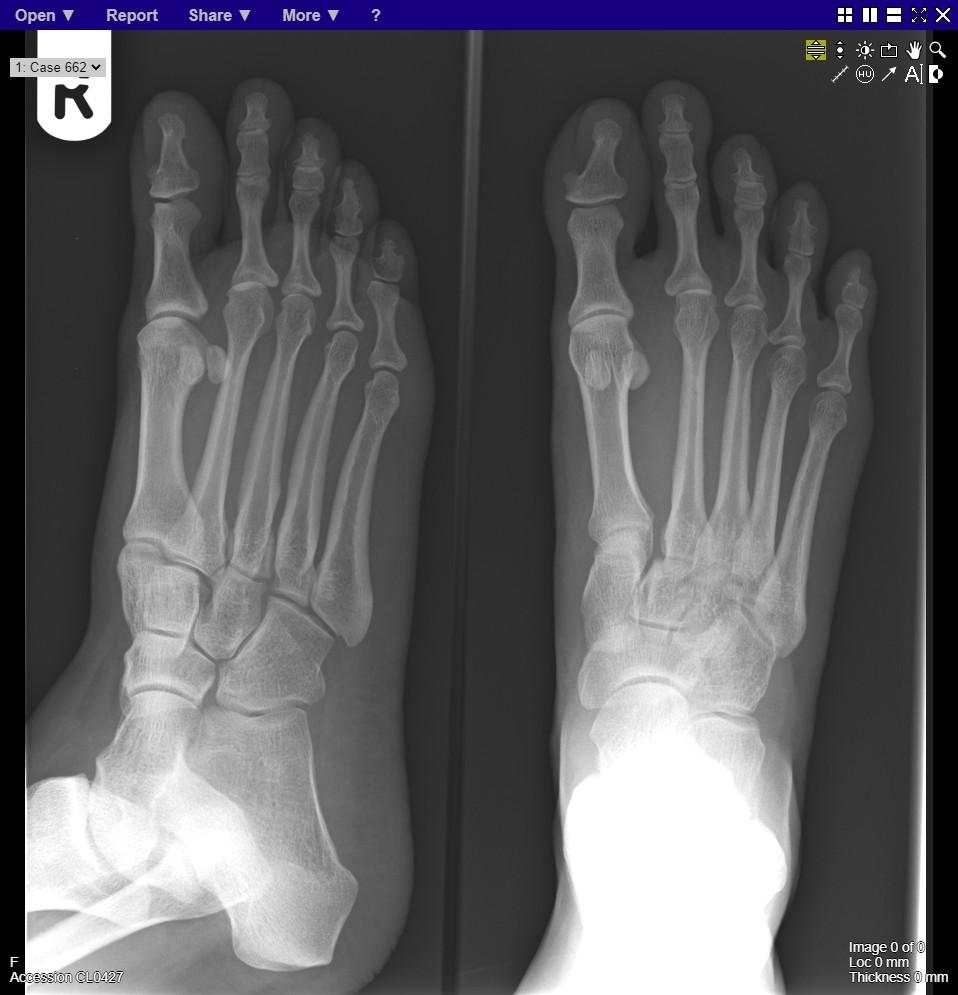 Open ▼ Report Share ▼ More ▼ ?
1: Case 662
R
HU A
F
Accession CL0427
Image 0 of 0
Loc 0 mm
Thickness 0 mm